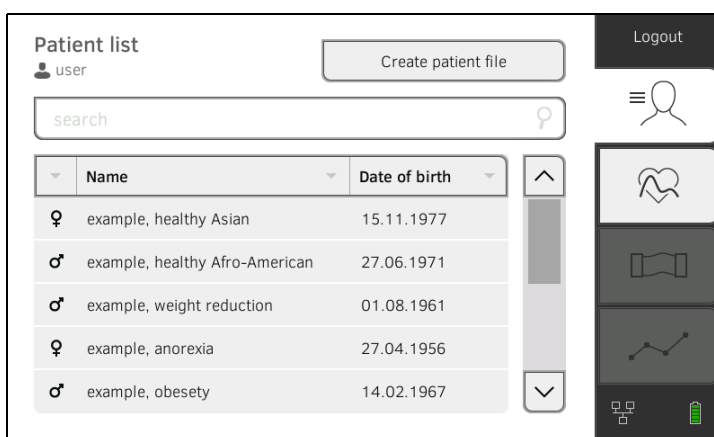 Patient list
user
Create patient file
Logout
search
Name Date of birth
example, healthy Asian 15.11.1977
example, healthy Afro-American 27.06.1971
example, weight reduction 01.08.1961
example, anorexia 27.04.1956
example, obesety 14.02.1967